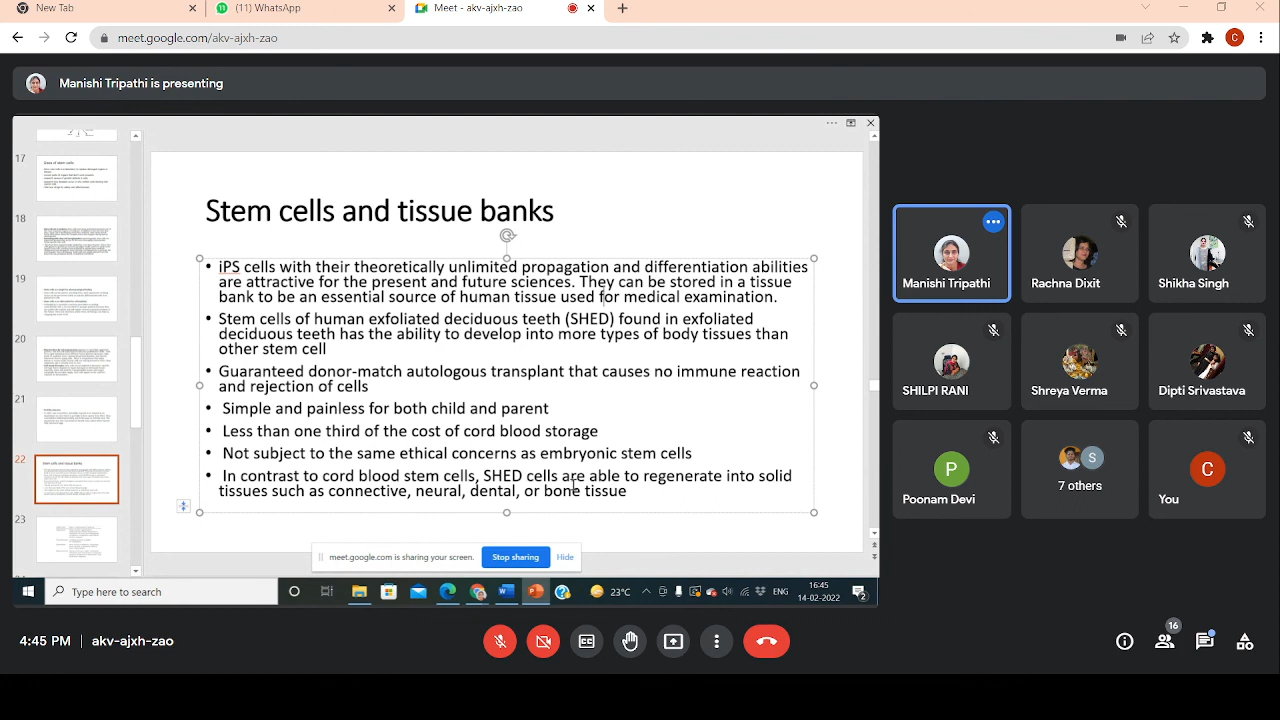 New Tab
(11) WhatsApp
Meet - akv-ajxh-zao
meet.google.com/akv-ajxh-zao
C
Manishi Tripathi is presenting
17
18
19
20
21
22
23
Stem cells and tissue banks
• iPS cells with their theoretically unlimited propagation and differentiation abilities
are attractive for the present and future sciences. They can be stored in a tissue
bank to be an essential source of human tissue used for medical examination.
• Stem cells of human exfoliated deciduous teeth (SHED) found in exfoliated
deciduous teeth has the ability to develop into more types of body tissues than
other stem cell
• Guaranteed donor-match autologous transplant that causes no immune reaction
and rejection of cells
• Simple and painless for both child and parent
• Less than one third of the cost of cord blood storage
• Not subject to the same ethical concerns as embryonic stem cells
• In contrast to cord blood stem cells, SHED cells are able to regenerate into solid
tissues such as connective, neural, dental, or bone tissue
meet.google.com is sharing your screen.
Stop sharing
Hide
Type here to search
23°C
ENG
16:45
14-02-2022
2
Manishi Tripathi
Rachna Dixit
Shikha Singh
SHILPI RANI
Shreya Verma
Dipti Srivastava
P
Poonam Devi
S
7 others
C
You
4:45 PM | akv-ajxh-zao
16